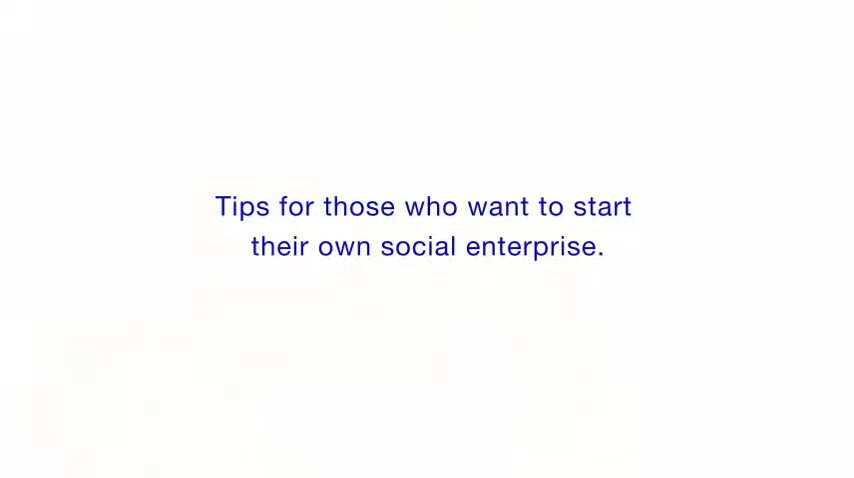 Tips for those who want to start
their own social enterprise.